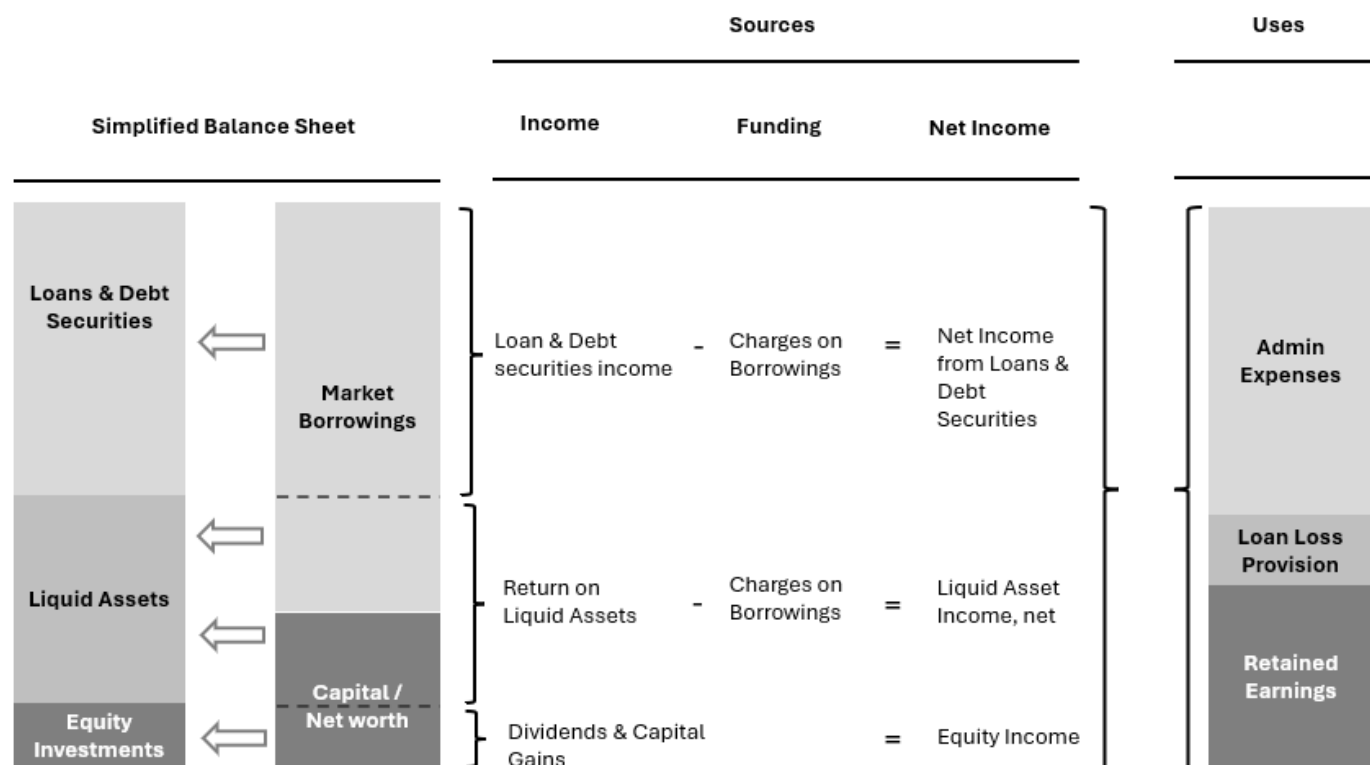 Sources
Uses
Simplified Balance Sheet
Income
Funding
Net Income
Loans & Debt
Securities
Market
Borrowings
Loan & Debt
securities income
-
Charges on
Borrowings
=
Net Income
from Loans &
Debt
Securities
Admin
Expenses
Liquid Assets
Return on
Liquid Assets
-
Charges on
Borrowings
=
Liquid Asset
Income, net
Loan Loss
Provision
Retained
Earnings
Capital /
Net worth
Equity
Investments
Dividends & Capital
Gains
=
Equity Income